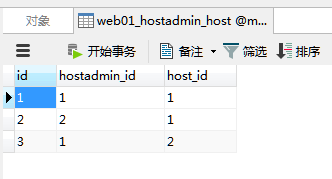 对象 web01_hostadmin_host @m...
开始事务 备注 筛选 排序
id hostadmin_id host_id
1 1 1
2 2 1
3 1 2